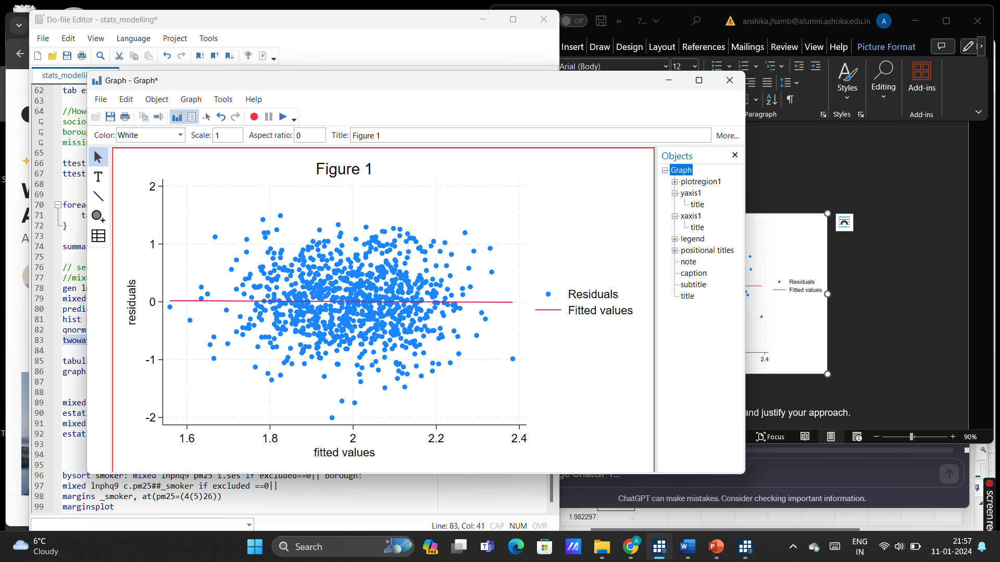 Do-file Editor - stats_modelling*
File Edit View Language Project Tools
62 tab
63
64 //How
socio
borou
missi
65
66 ttest
67 ttest
68
69
70 forea
71
72 }
73
74 summa
75
76 // se
77 //mix
78 gen l
79 mixed
80 predi
81 hist
82 qnorm
83 twowa
84
85 tabul
86 graph
87
88
89 mixed
90 estat
91 mixed
92 estat
93
94
95
96 bysort smoker: mixed lnphq9 pm25 i.ses if excluded==0|| borough:
97 mixed lnphq9 c.pm25##_smoker if excluded ==0||
98 margins _smoker, at(pm25=(4(5)26))
99 marginsplot
Line: 83, Col: 41 CAP NUM OVR
Graph - Graph*
File Edit Object Graph Tools Help
Color: White Scale: 1 Aspect ratio: 0 Title: Figure 1 More...
Figure 1
2
1
0
-1
-2
residuals
1.6 1.8 2 2.2 2.4
fitted values
Residuals
Fitted values
Objects
Graph
plotregion1
yaxis1
title
xaxis1
title
legend
positional titles
note
caption
subtitle
title
Off 7... anshika.jhamb@alumni.ashoka.edu.in A
Insert Draw Design Layout References Mailings Review View Help Picture Format
Arial (Body) 12
Styles Editing Add-ins
Paragraph Styles Add-ins
Residuals
Fitted values
2.4
and justify your approach.
Focus 90%
ChatGPT can make mistakes. Consider checking important information.
1.982297 .
screen re
6°C
Cloudy
Search
PRE
18
18
ENG
IN
21:57
11-01-2024